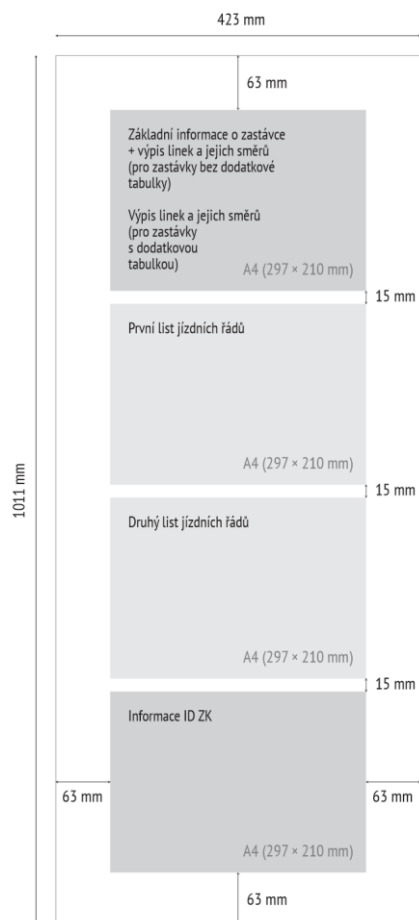 423 mm
63 mm
Základní informace o zastávce
+ výpis linek a jejich směrů
(pro zastávky bez dodatkové
tabulky)
Výpis linek a jejich směrů
(pro zastávky
s dodatkovou
tabulkou)
A4 (297 × 210 mm)
15 mm
První list jízdních řádů
A4 (297 × 210 mm)
1011 mm
15 mm
Druhý list jízdních řádů
A4 (297 × 210 mm)
15 mm
Informace ID ZK
63 mm
63 mm
A4 (297 × 210 mm)
63 mm